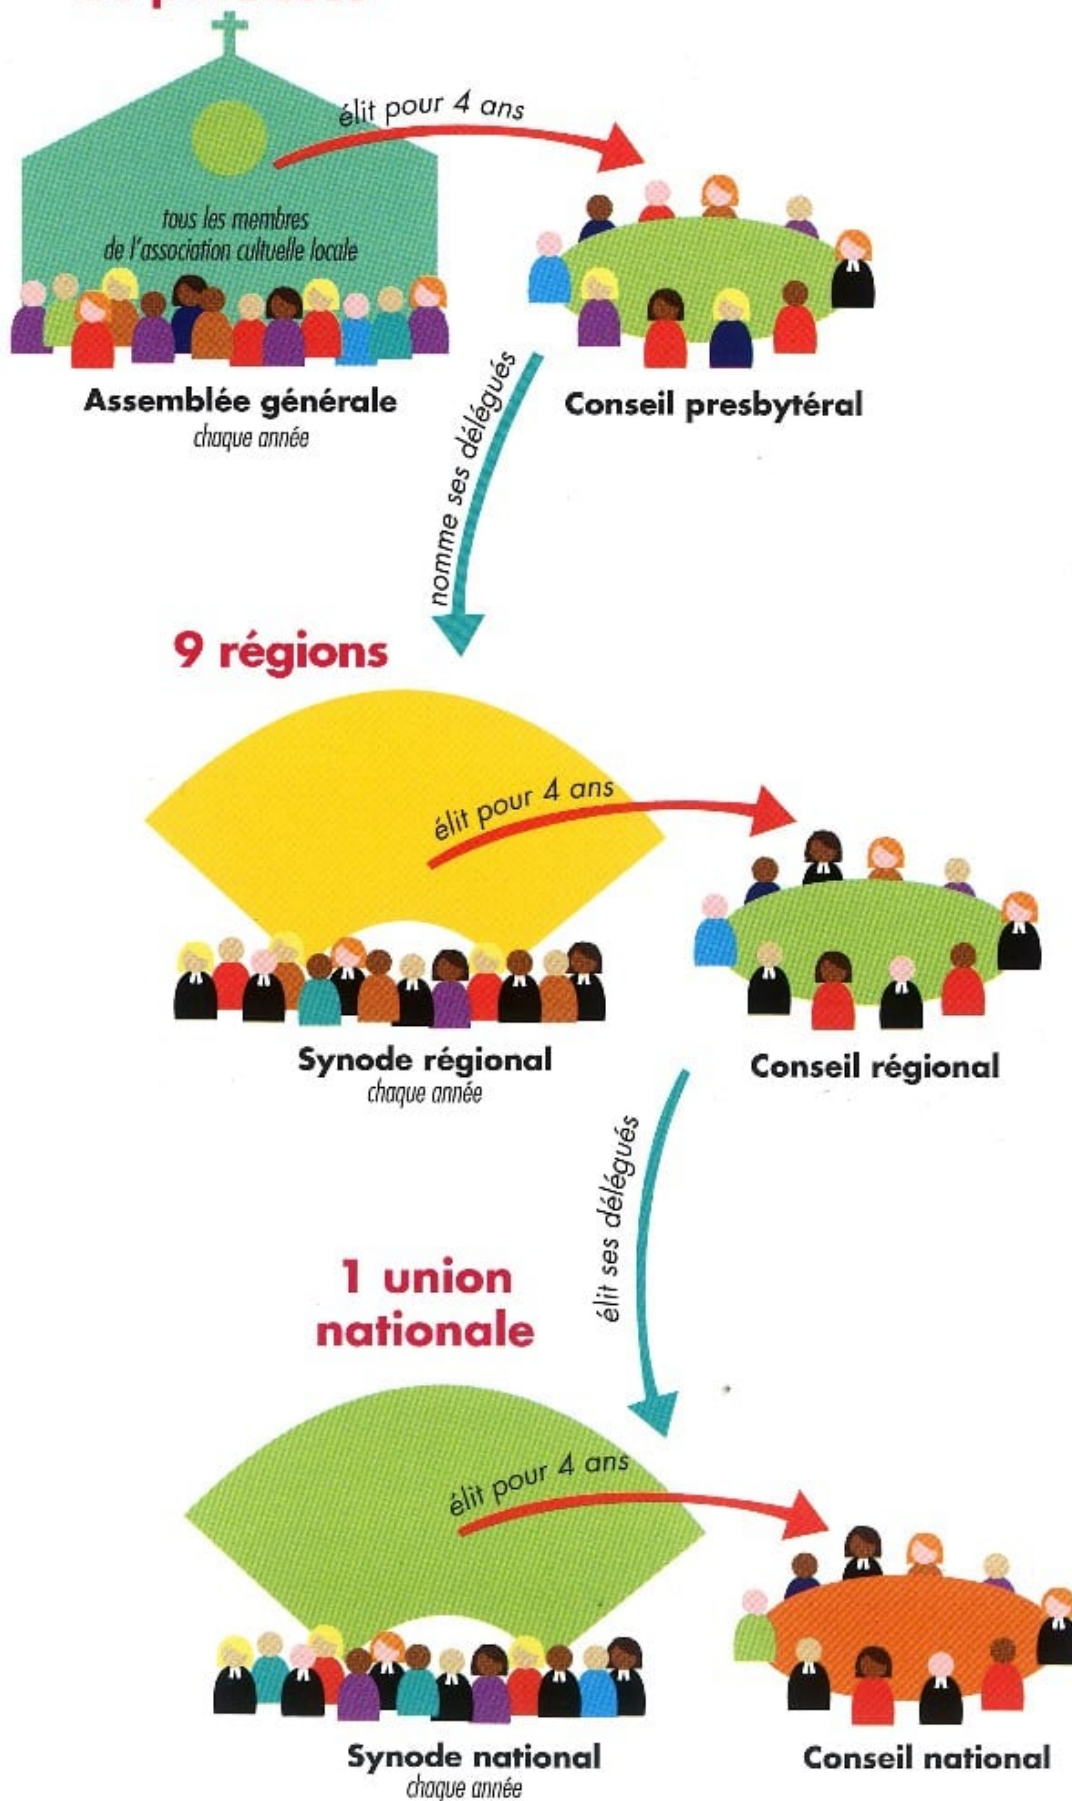 élit pour 4 ans
tous les membres
de l'association cultuelle locale
Assemblée générale
chaque année
Conseil presbytéral
nomme ses délégués
9 régions
élit pour 4 ans
Synode régional
chaque année
Conseil régional
élit ses délégués
1 union
nationale
élit pour 4 ans
Synode national
chaque année
Conseil national